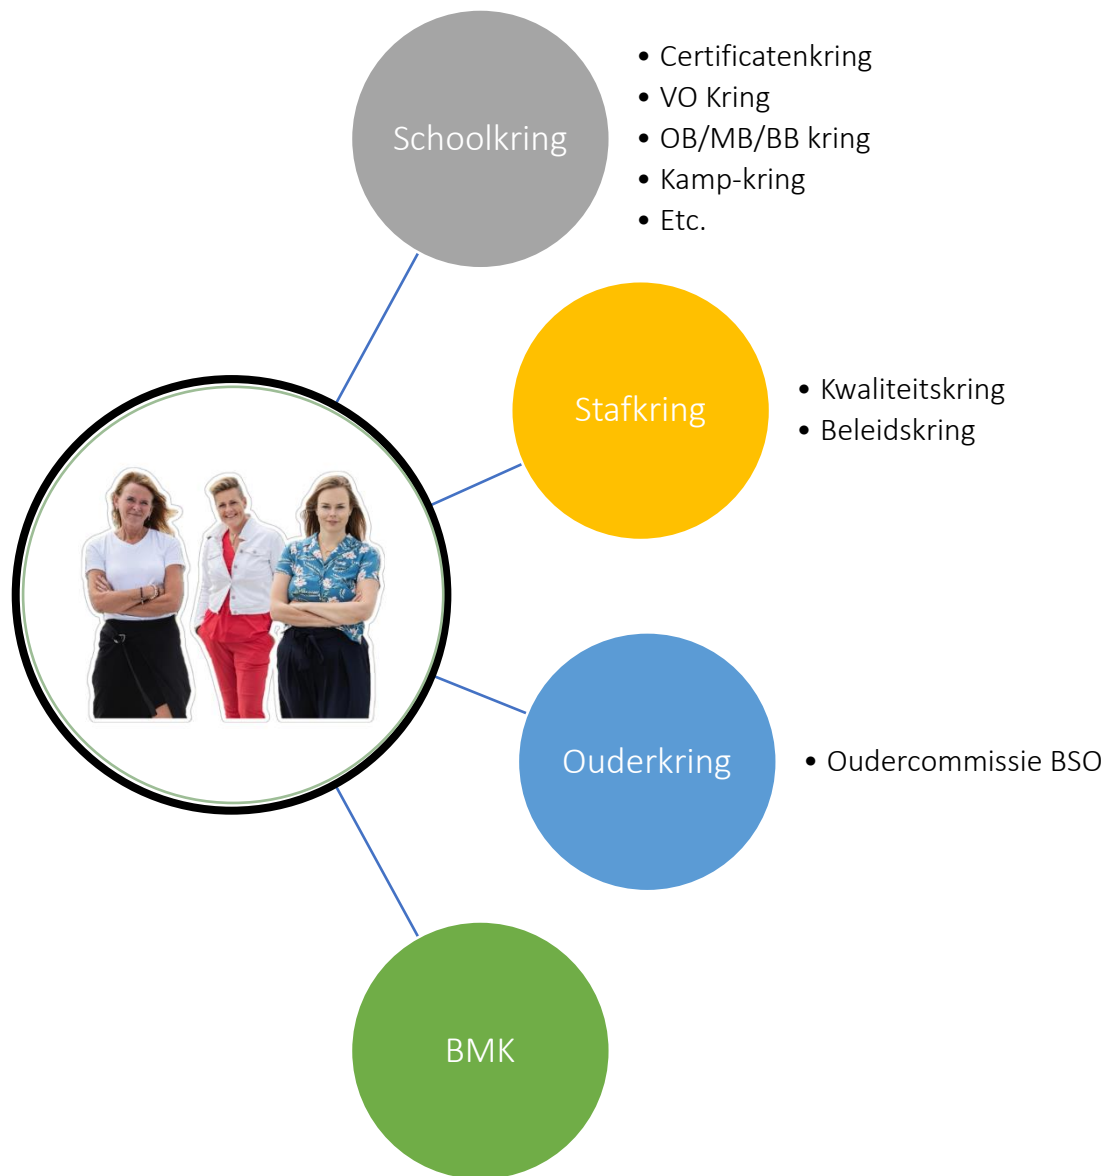 Schoolkring
• Certificatenkring
• VO Kring
• OB/MB/BB kring
• Kamp-kring
• Etc.
Stafkring
• Kwaliteitskring
• Beleidskring
Ouderkring
• Oudercommissie BSO
BMK